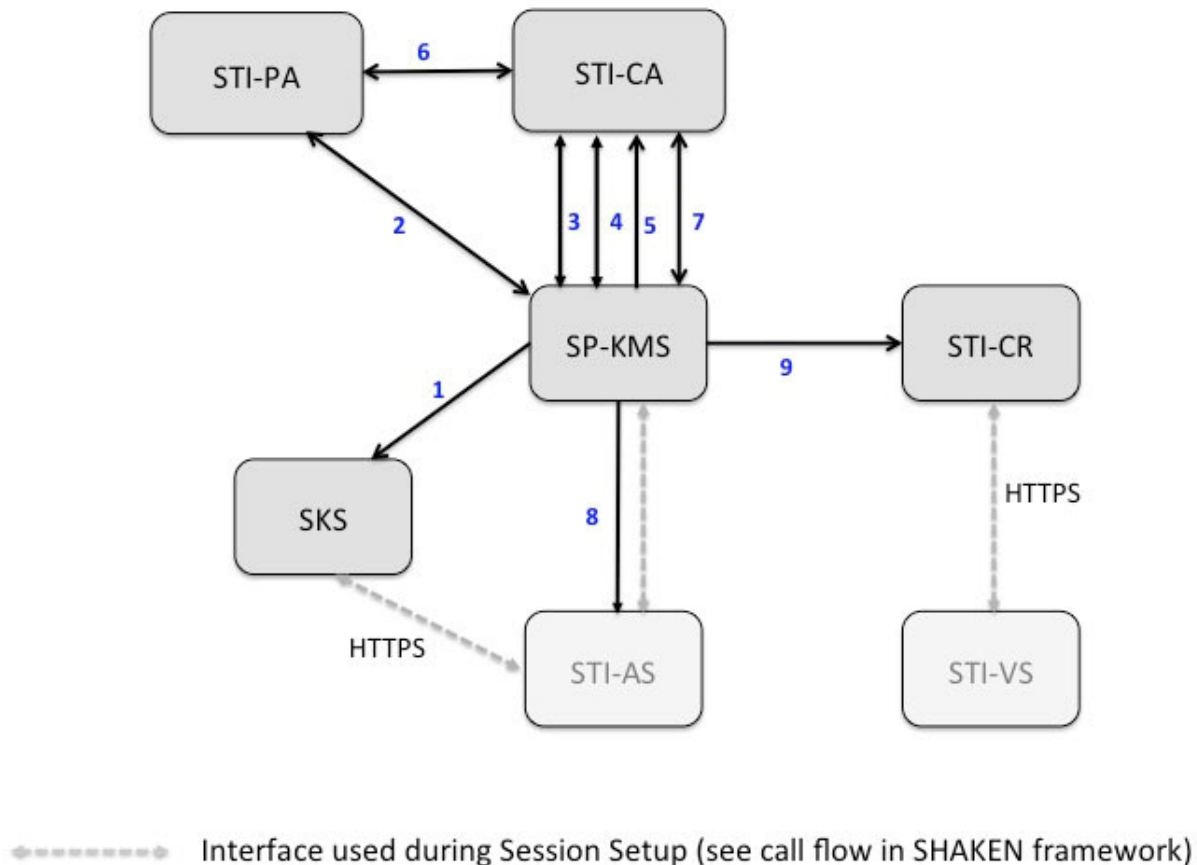 6
STI-PA
STI-CA
2
3
4
5
7
SP-KMS
STI-CR
9
1
HTTPS
SKS
8
HTTPS
STI-AS
STI-VS
Interface used during Session Setup (see call flow in SHAKEN framework)